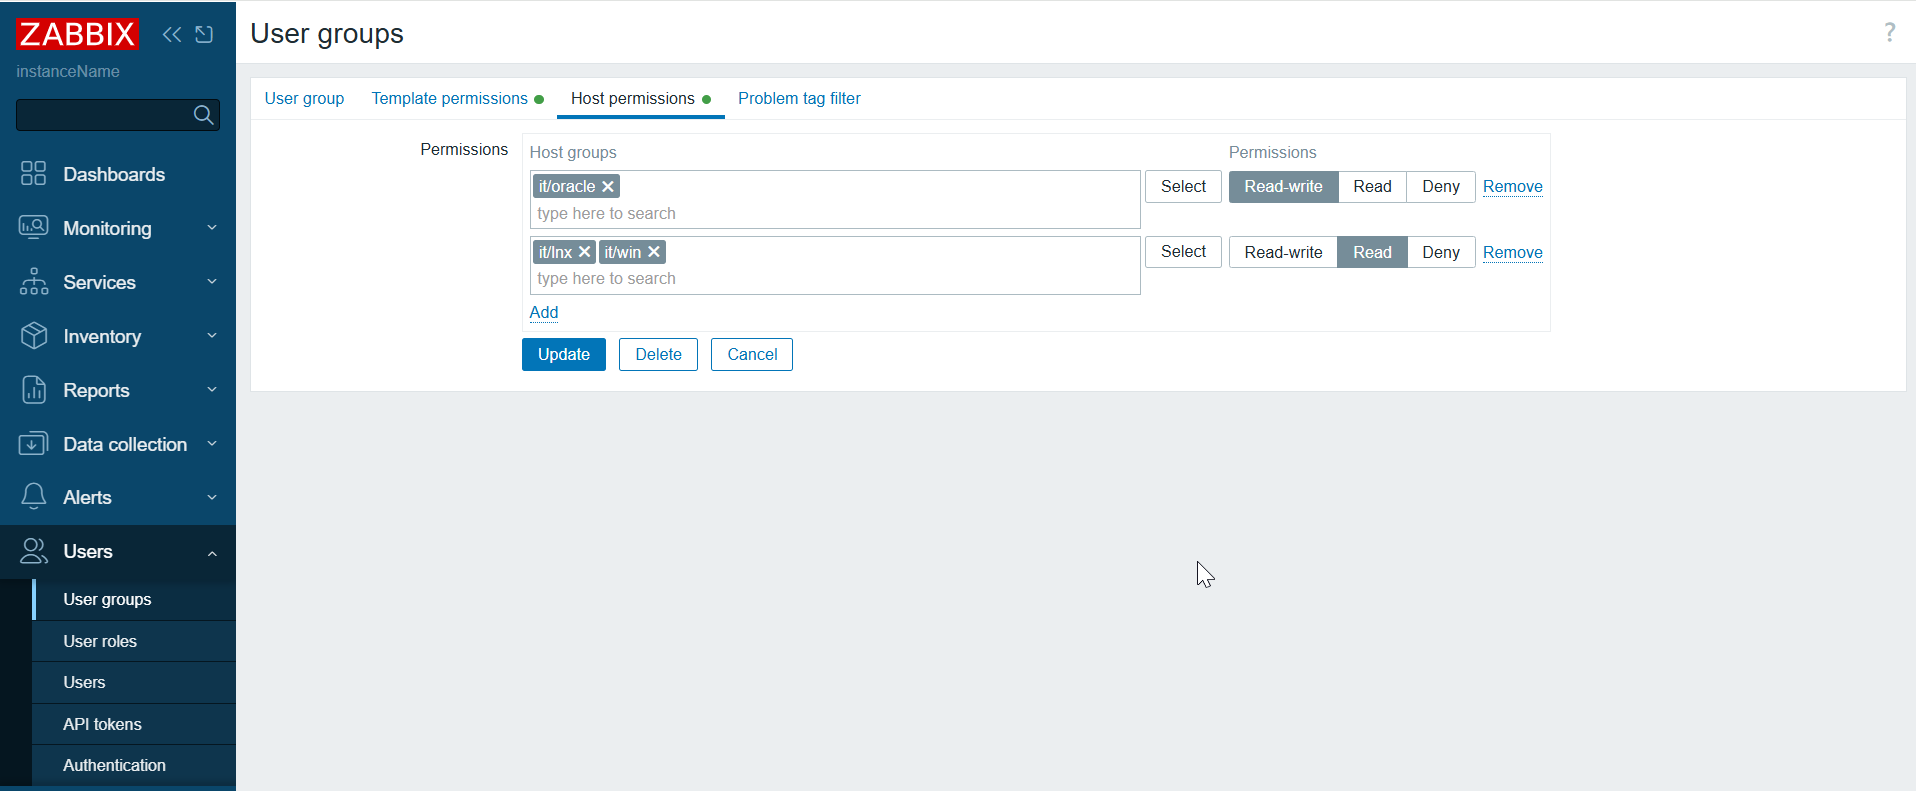 ZABBIX
instanceName
Dashboards
Monitoring
Services
Inventory
Reports
Data collection
Alerts
Users
User groups
User roles
Users
API tokens
Authentication
User groups
?
User group Template permissions Host permissions Problem tag filter
Permissions
Host groups Permissions
it/oracle
type here to search
Select Read-write Read Deny Remove
it/lnx it/win
type here to search
Select Read-write Read Deny Remove
Add
Update Delete Cancel